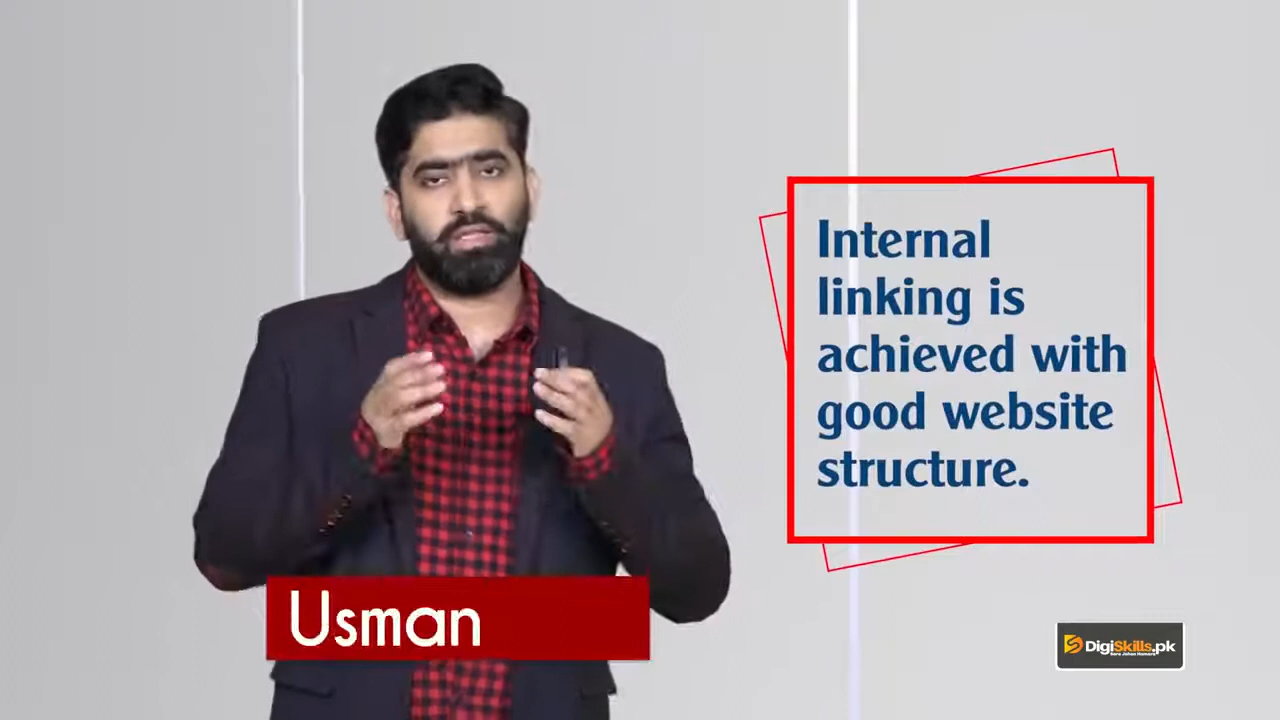 Internal
linking is
achieved with
good website
structure.
Usman
DigiSkills.pk